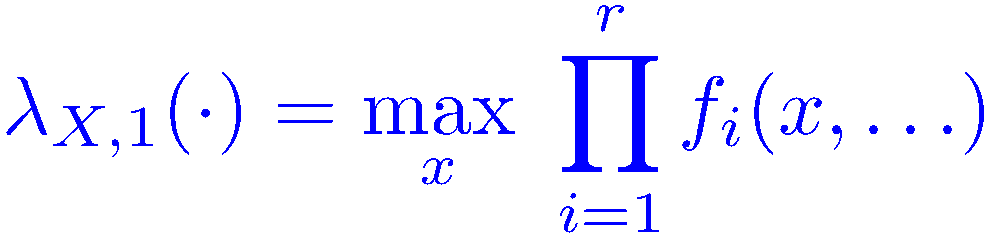 λ_{X,1}(·) = max_x ∏_{i=1}^{r} f_i(x, …)